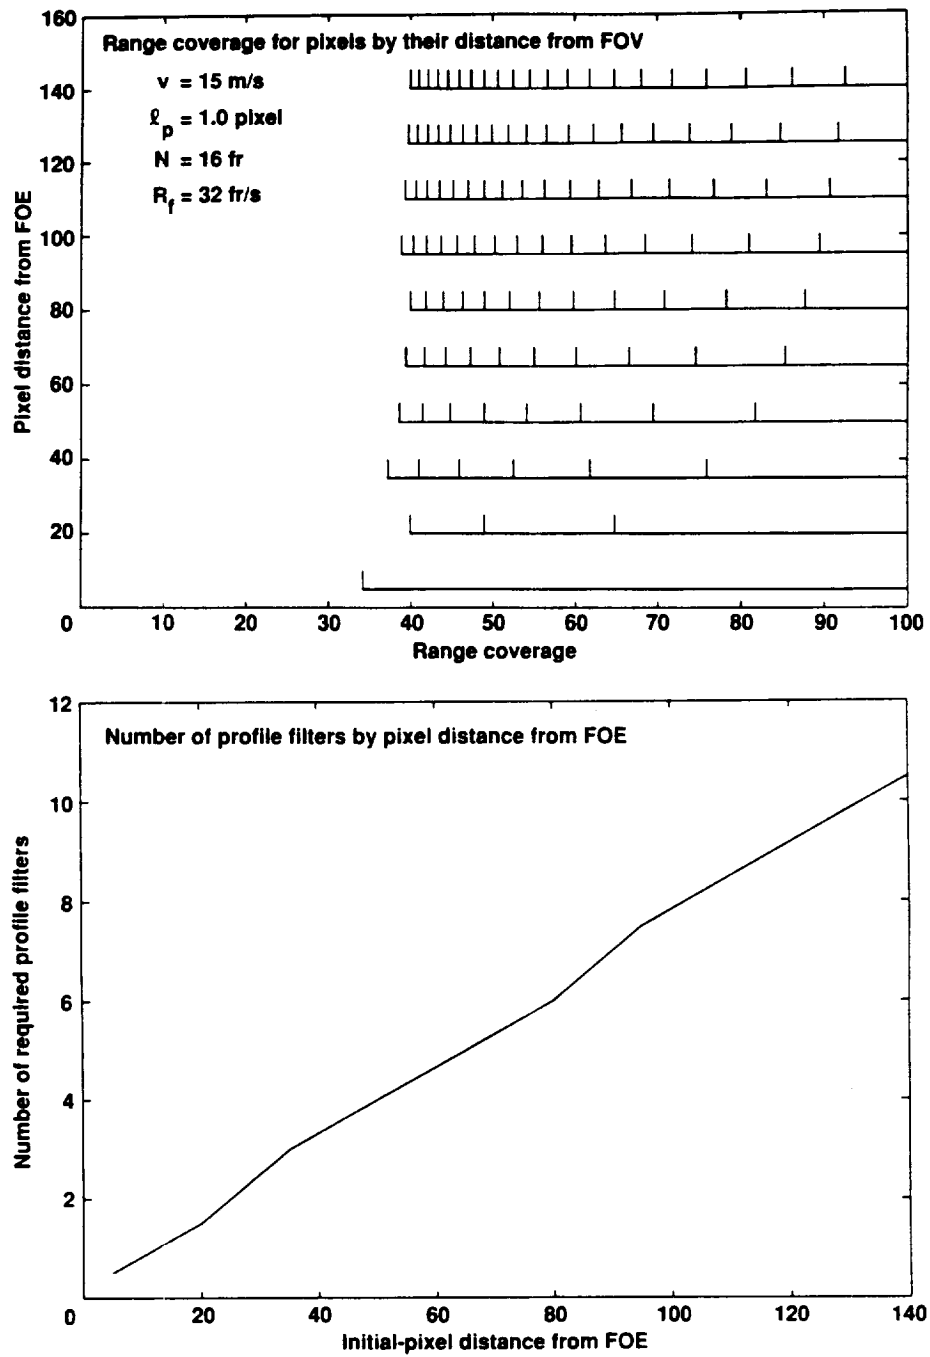 Range coverage for pixels by their distance from FOV
v = 15 m/s
ℓp = 1.0 pixel
N = 16 fr
Rf = 32 fr/s
Pixel distance from FOE
160
140
120
100
80
60
40
20
0
10 20 30 40 50 60 70 80 90 100
Range coverage
Number of profile filters by pixel distance from FOE
Number of required profile filters
12
10
8
6
4
2
0
20 40 60 80 100 120 140
Initial-pixel distance from FOE